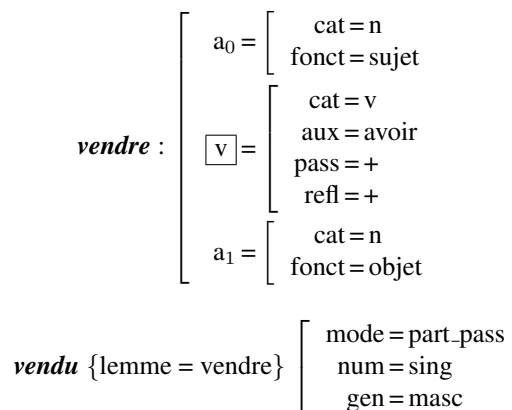 a₀ = cat = n
fonct = sujet
vendre : v = cat = v
aux = avoir
pass = +
refl = +
a₁ = cat = n
fonct = objet
vendu {lemme = vendre} mode = part_pass
num = sing
gen = masc